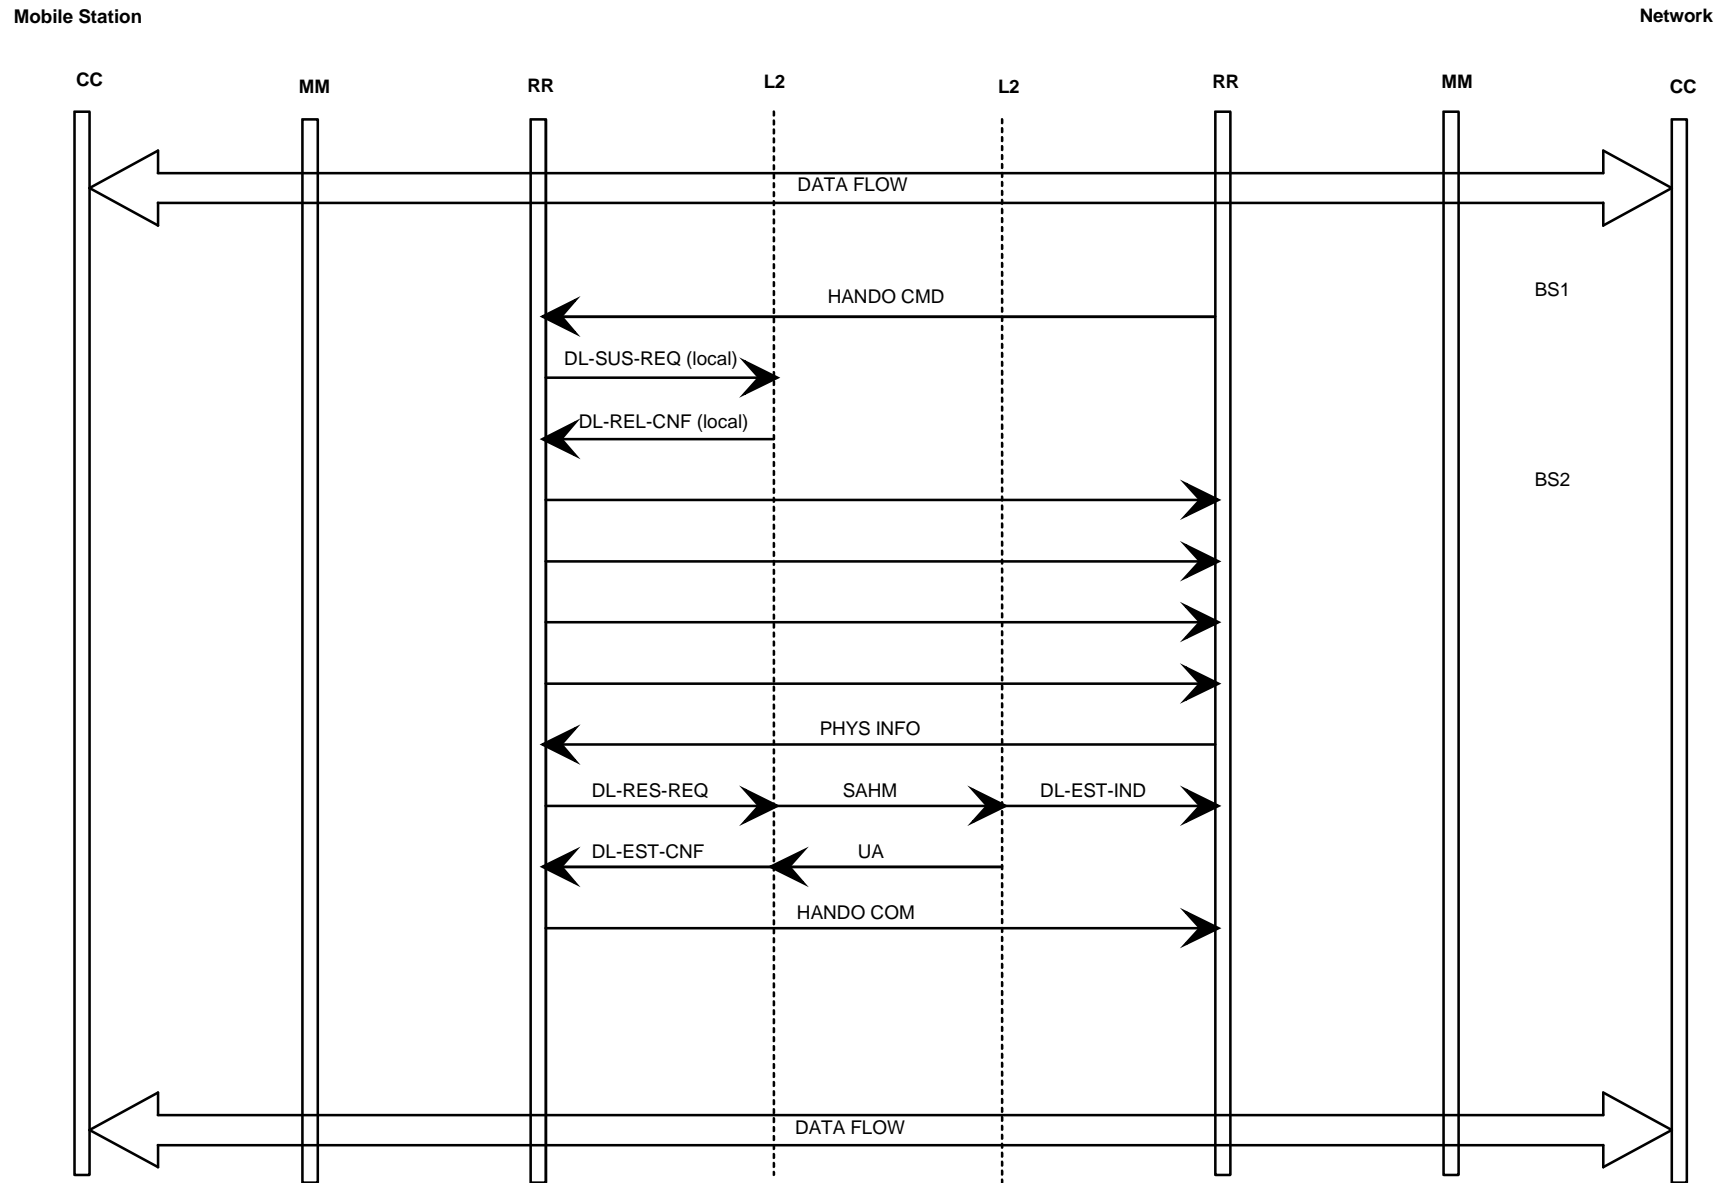 Mobile Station
Network
CC
MM
RR
L2
L2
RR
MM
CC
DATA FLOW
BS1
HANDO CMD
DL-SUS-REQ (local)
DL-REL-CNF (local)
BS2
PHYS INFO
DL-RES-REQ
SAHM
DL-EST-IND
DL-EST-CNF
UA
HANDO COM
DATA FLOW